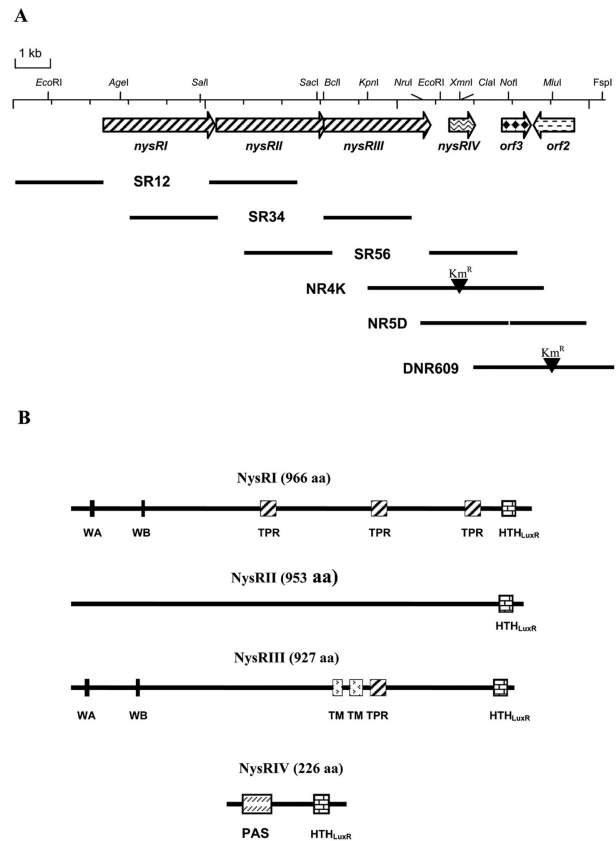 A
1 kb
EcoRI AgeI SalI SacI BclI KpnI NruI EcoRI XmnI ClaI NotI MluI FspI
nysRI nysRII nysRIII nysRIV orf3 orf2
SR12
SR34
SR56
KmR
NR4K
NR5D
KmR
DNR609
B
NysRI (966 aa)
WA WB TPR TPR TPR HTHLuxR
NysRII (953 aa)
HTHLuxR
NysRIII (927 aa)
WA WB TM TM TPR HTHLuxR
NysRIV (226 aa)
PAS HTHLuxR